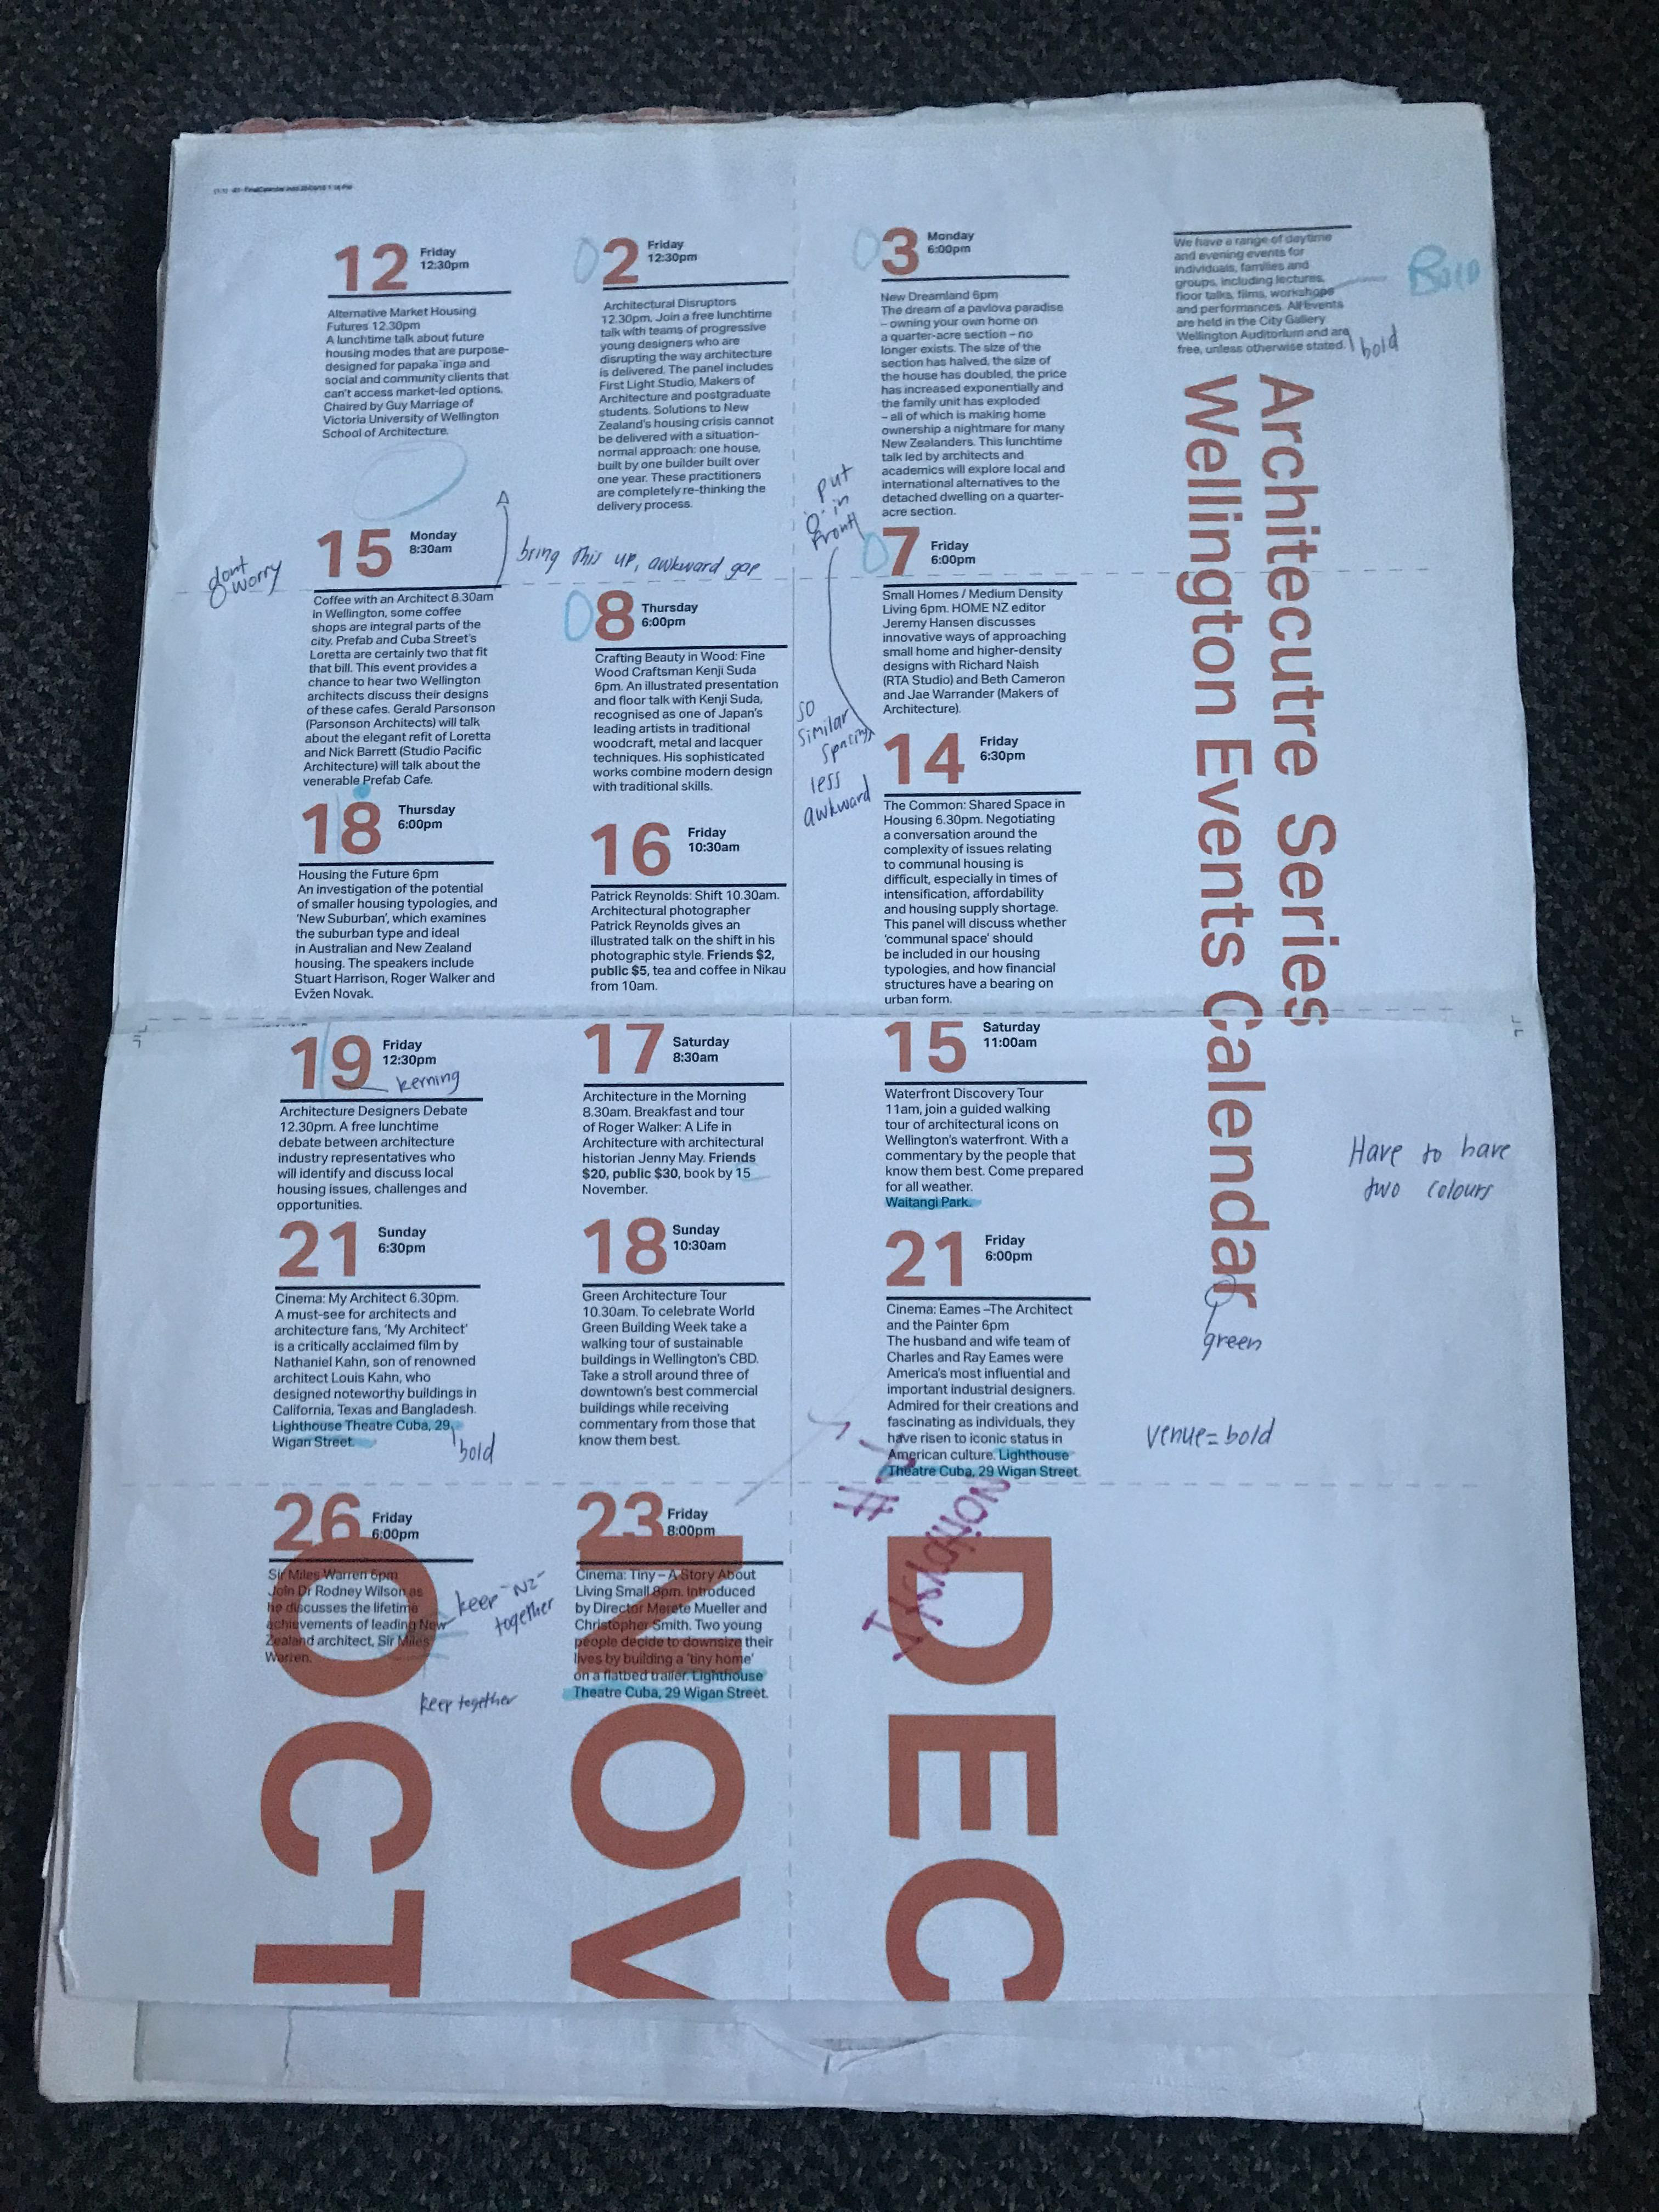 12
Friday
12:30pm
Alternative Market Housing
Futures 12.30pm
A lunchtime talk about future
housing modes that are purpose-
designed for papaka¯inga and
social and community clients that
can't access market-led options.
Chaired by Guy Marriage of
Victoria University of Wellington
School of Architecture.
dont
worry
15
Monday
8:30am
bring this up, awkward gap
Coffee with an Architect 8.30am
in Wellington, some coffee
shops are integral parts of the
city. Prefab and Cuba Street's
Loretta are certainly two that fit
that bill. This event provides a
chance to hear two Wellington
architects discuss their designs
of these cafes. Gerald Parsonson
(Parsonson Architects) will talk
about the elegant refit of Loretta
and Nick Barrett (Studio Pacific
Architecture) will talk about the
venerable Prefab Cafe.
18
Thursday
6:00pm
Housing the Future 6pm
An investigation of the potential
of smaller housing typologies, and
'New Suburban', which examines
the suburban type and ideal
in Australian and New Zealand
housing. The speakers include
Stuart Harrison, Roger Walker and
Evžen Novak.
19
Friday
12:30pm
kerning
Architecture Designers Debate
12.30pm. A free lunchtime
debate between architecture
industry representatives who
will identify and discuss local
housing issues, challenges and
opportunities.
21
Sunday
6:30pm
Cinema: My Architect 6.30pm.
A must-see for architects and
architecture fans, 'My Architect'
is a critically acclaimed film by
Nathaniel Kahn, son of renowned
architect Louis Kahn, who
designed noteworthy buildings in
California, Texas and Bangladesh.
Lighthouse Theatre Cuba, 29,
Wigan Street.
bold
26
Friday
6:00pm
Sir Miles Warren 6pm
Join Dr Rodney Wilson as
he discusses the lifetime
achievements of leading New
Zealand architect, Sir Miles
Warren.
keep "NZ"
together
keep together
OCT
0
2
Friday
12:30pm
Architectural Disruptors
12.30pm. Join a free lunchtime
talk with teams of progressive
young designers who are
disrupting the way architecture
is delivered. The panel includes
First Light Studio, Makers of
Architecture and postgraduate
students. Solutions to New
Zealand's housing crisis cannot
be delivered with a situation-
normal approach: one house,
built by one builder built over
one year. These practitioners
are completely re-thinking the
delivery process.
0
8
Thursday
6:00pm
Crafting Beauty in Wood: Fine
Wood Craftsman Kenji Suda
6pm. An illustrated presentation
and floor talk with Kenji Suda,
recognised as one of Japan's
leading artists in traditional
woodcraft, metal and lacquer
techniques. His sophisticated
works combine modern design
with traditional skills.
16
Friday
10:30am
Patrick Reynolds: Shift 10.30am.
Architectural photographer
Patrick Reynolds gives an
illustrated talk on the shift in his
photographic style. Friends $2,
public $5, tea and coffee in Nikau
from 10am.
17
Saturday
8:30am
Architecture in the Morning
8.30am. Breakfast and tour
of Roger Walker: A Life in
Architecture with architectural
historian Jenny May. Friends
$20, public $30, book by 15
November.
18
Sunday
10:30am
Green Architecture Tour
10.30am. To celebrate World
Green Building Week take a
walking tour of sustainable
buildings in Wellington's CBD.
Take a stroll around three of
downtown's best commercial
buildings while receiving
commentary from those that
know them best.
23
Friday
8:00pm
Cinema: Tiny – A Story About
Living Small 8pm. Introduced
by Director Merete Mueller and
Christopher Smith. Two young
people decide to downsize their
lives by building a 'tiny home'
on a flatbed trailer. Lighthouse
Theatre Cuba, 29 Wigan Street.
NOV
0
3
Monday
6:00pm
New Dreamland 6pm
The dream of a pavlova paradise
– owning your own home on
a quarter-acre section – no
longer exists. The size of the
section has halved, the size of
the house has doubled, the price
has increased exponentially and
the family unit has exploded
– all of which is making home
ownership a nightmare for many
New Zealanders. This lunchtime
talk led by architects and
academics will explore local and
international alternatives to the
detached dwelling on a quarter-
acre section.
put
'0' in
front
0
7
Friday
6:00pm
Small Homes / Medium Density
Living 6pm. HOME NZ editor
Jeremy Hansen discusses
innovative ways of approaching
small home and higher-density
designs with Richard Naish
(RTA Studio) and Beth Cameron
and Jae Warrander (Makers of
Architecture).
so
similar
spacing
less
awkward
14
Friday
6:30pm
The Common: Shared Space in
Housing 6.30pm. Negotiating
a conversation around the
complexity of issues relating
to communal housing is
difficult, especially in times of
intensification, affordability
and housing supply shortage.
This panel will discuss whether
'communal space' should
be included in our housing
typologies, and how financial
structures have a bearing on
urban form.
15
Saturday
11:00am
Waterfront Discovery Tour
11am, join a guided walking
tour of architectural icons on
Wellington's waterfront. With a
commentary by the people that
know them best. Come prepared
for all weather.
Waitangi Park.
21
Friday
6:00pm
Cinema: Eames –The Architect
and the Painter 6pm
The husband and wife team of
Charles and Ray Eames were
America's most influential and
important industrial designers.
Admired for their creations and
fascinating as individuals, they
have risen to iconic status in
American culture. Lighthouse
Theatre Cuba, 29 Wigan Street.
DEC
We have a range of daytime
and evening events for
individuals, families and
groups, including lectures,
floor talks, films, workshops
and performances. All events
are held in the City Gallery
Wellington Auditorium and are
free, unless otherwise stated.
Bold
bold
Architecutre Series
Wellington Events Calendar
green
Have to have
two colours
venue = bold